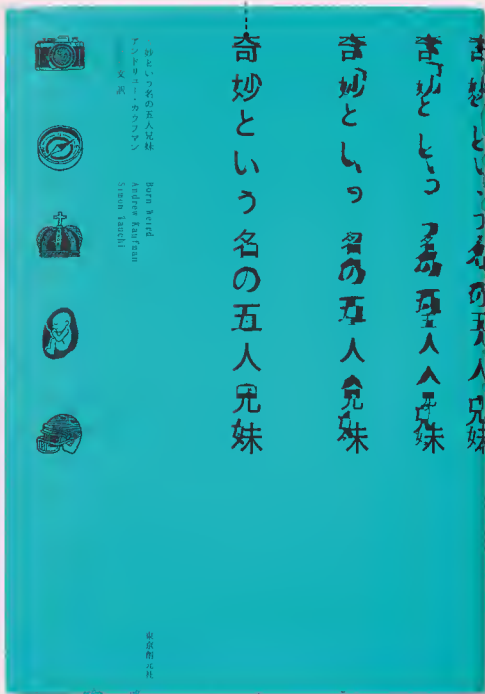 奇妙という名の五人兄妹
奇妙という名の五人兄妹
奇妙という名の五人兄妹
奇妙という名の五人兄妹
妙という名の五人兄妹
Born Weird
アンドリュー・カウフマン
Andrew Kaufman
文 訳
Simon
東京創元社